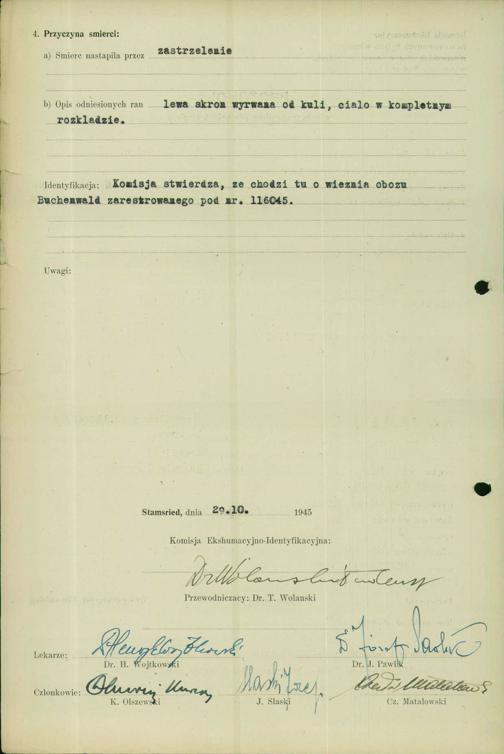 4. Przyczyna smierci:
a) Smierc nastapila przez zastrzelenie
b) Opis odniesionych ran lewa skron wyrwana od kuli, cialo w kompletnym
rozkladzie.
Identyfikacja: Komisja stwierdza, ze chodzi tu o wieznia obozu
Buchenwald zarestrowanego pod nr. 116045.
Uwagi:
Stamsried, dnia 29.10. 1945
Komisja Ekshumacyjno-Identyfikacyjna:
Przewodniczacy: Dr. T. Wolanski
Lekarze:
Dr. H. Wojtkowski Dr. J. Pawlik
Członkowie:
K. Olszewski J. Slaski Cz. Matalowski